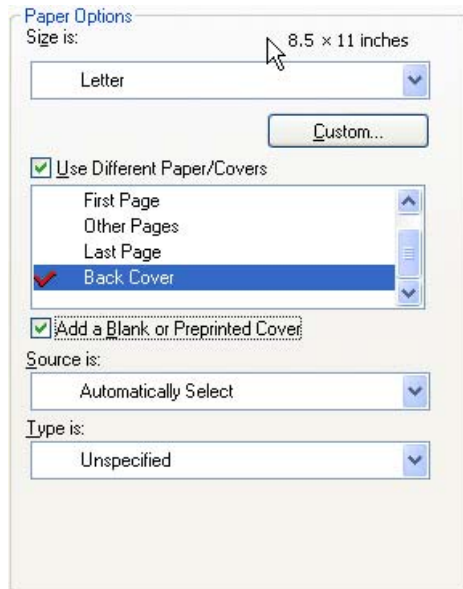 Paper Options
Size is:
8.5 × 11 inches
Letter
Custom...
Use Different Paper/Covers
First Page
Other Pages
Last Page
Back Cover
Add a Blank or Preprinted Cover
Source is:
Automatically Select
Type is:
Unspecified